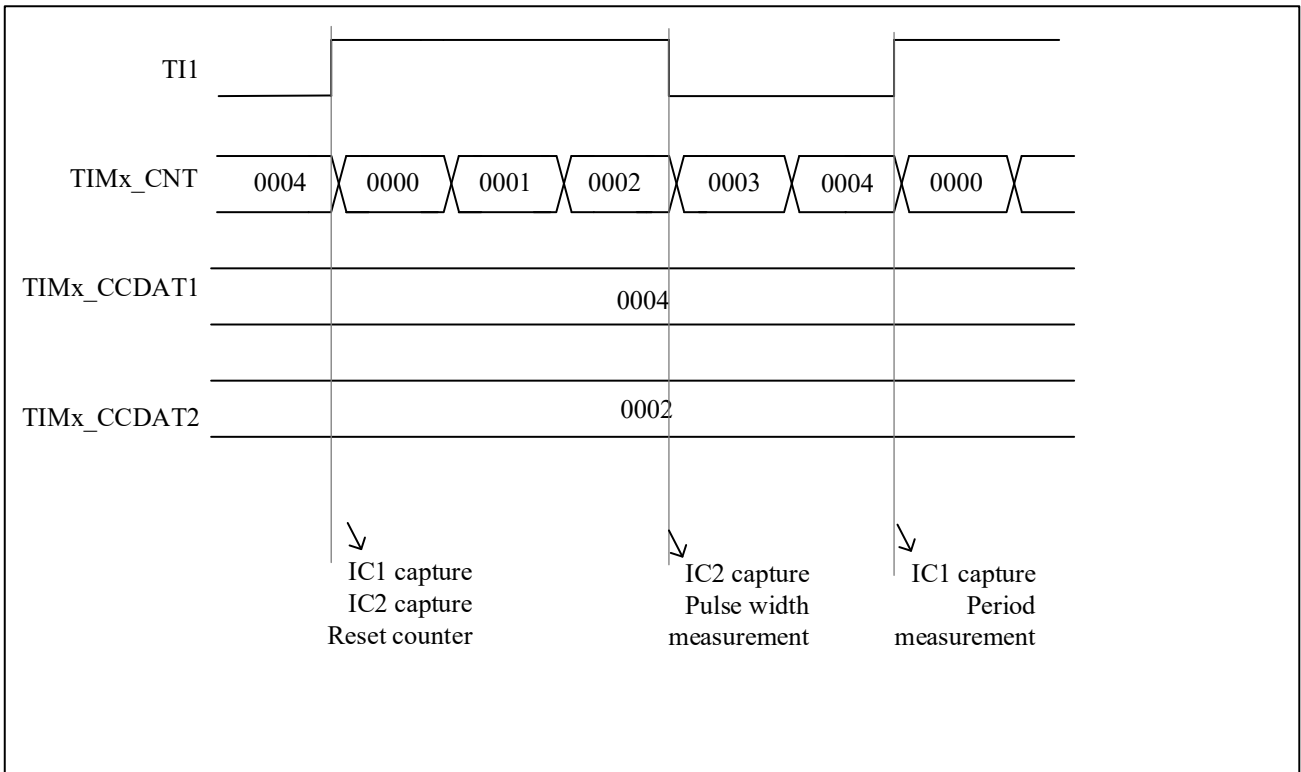 TI1
TIMx_CNT
0004
0000
0001
0002
0003
0004
0000
TIMx_CCDAT1
0004
TIMx_CCDAT2
0002
IC1 capture
IC2 capture
Reset counter
IC2 capture
Pulse width
measurement
IC1 capture
Period
measurement